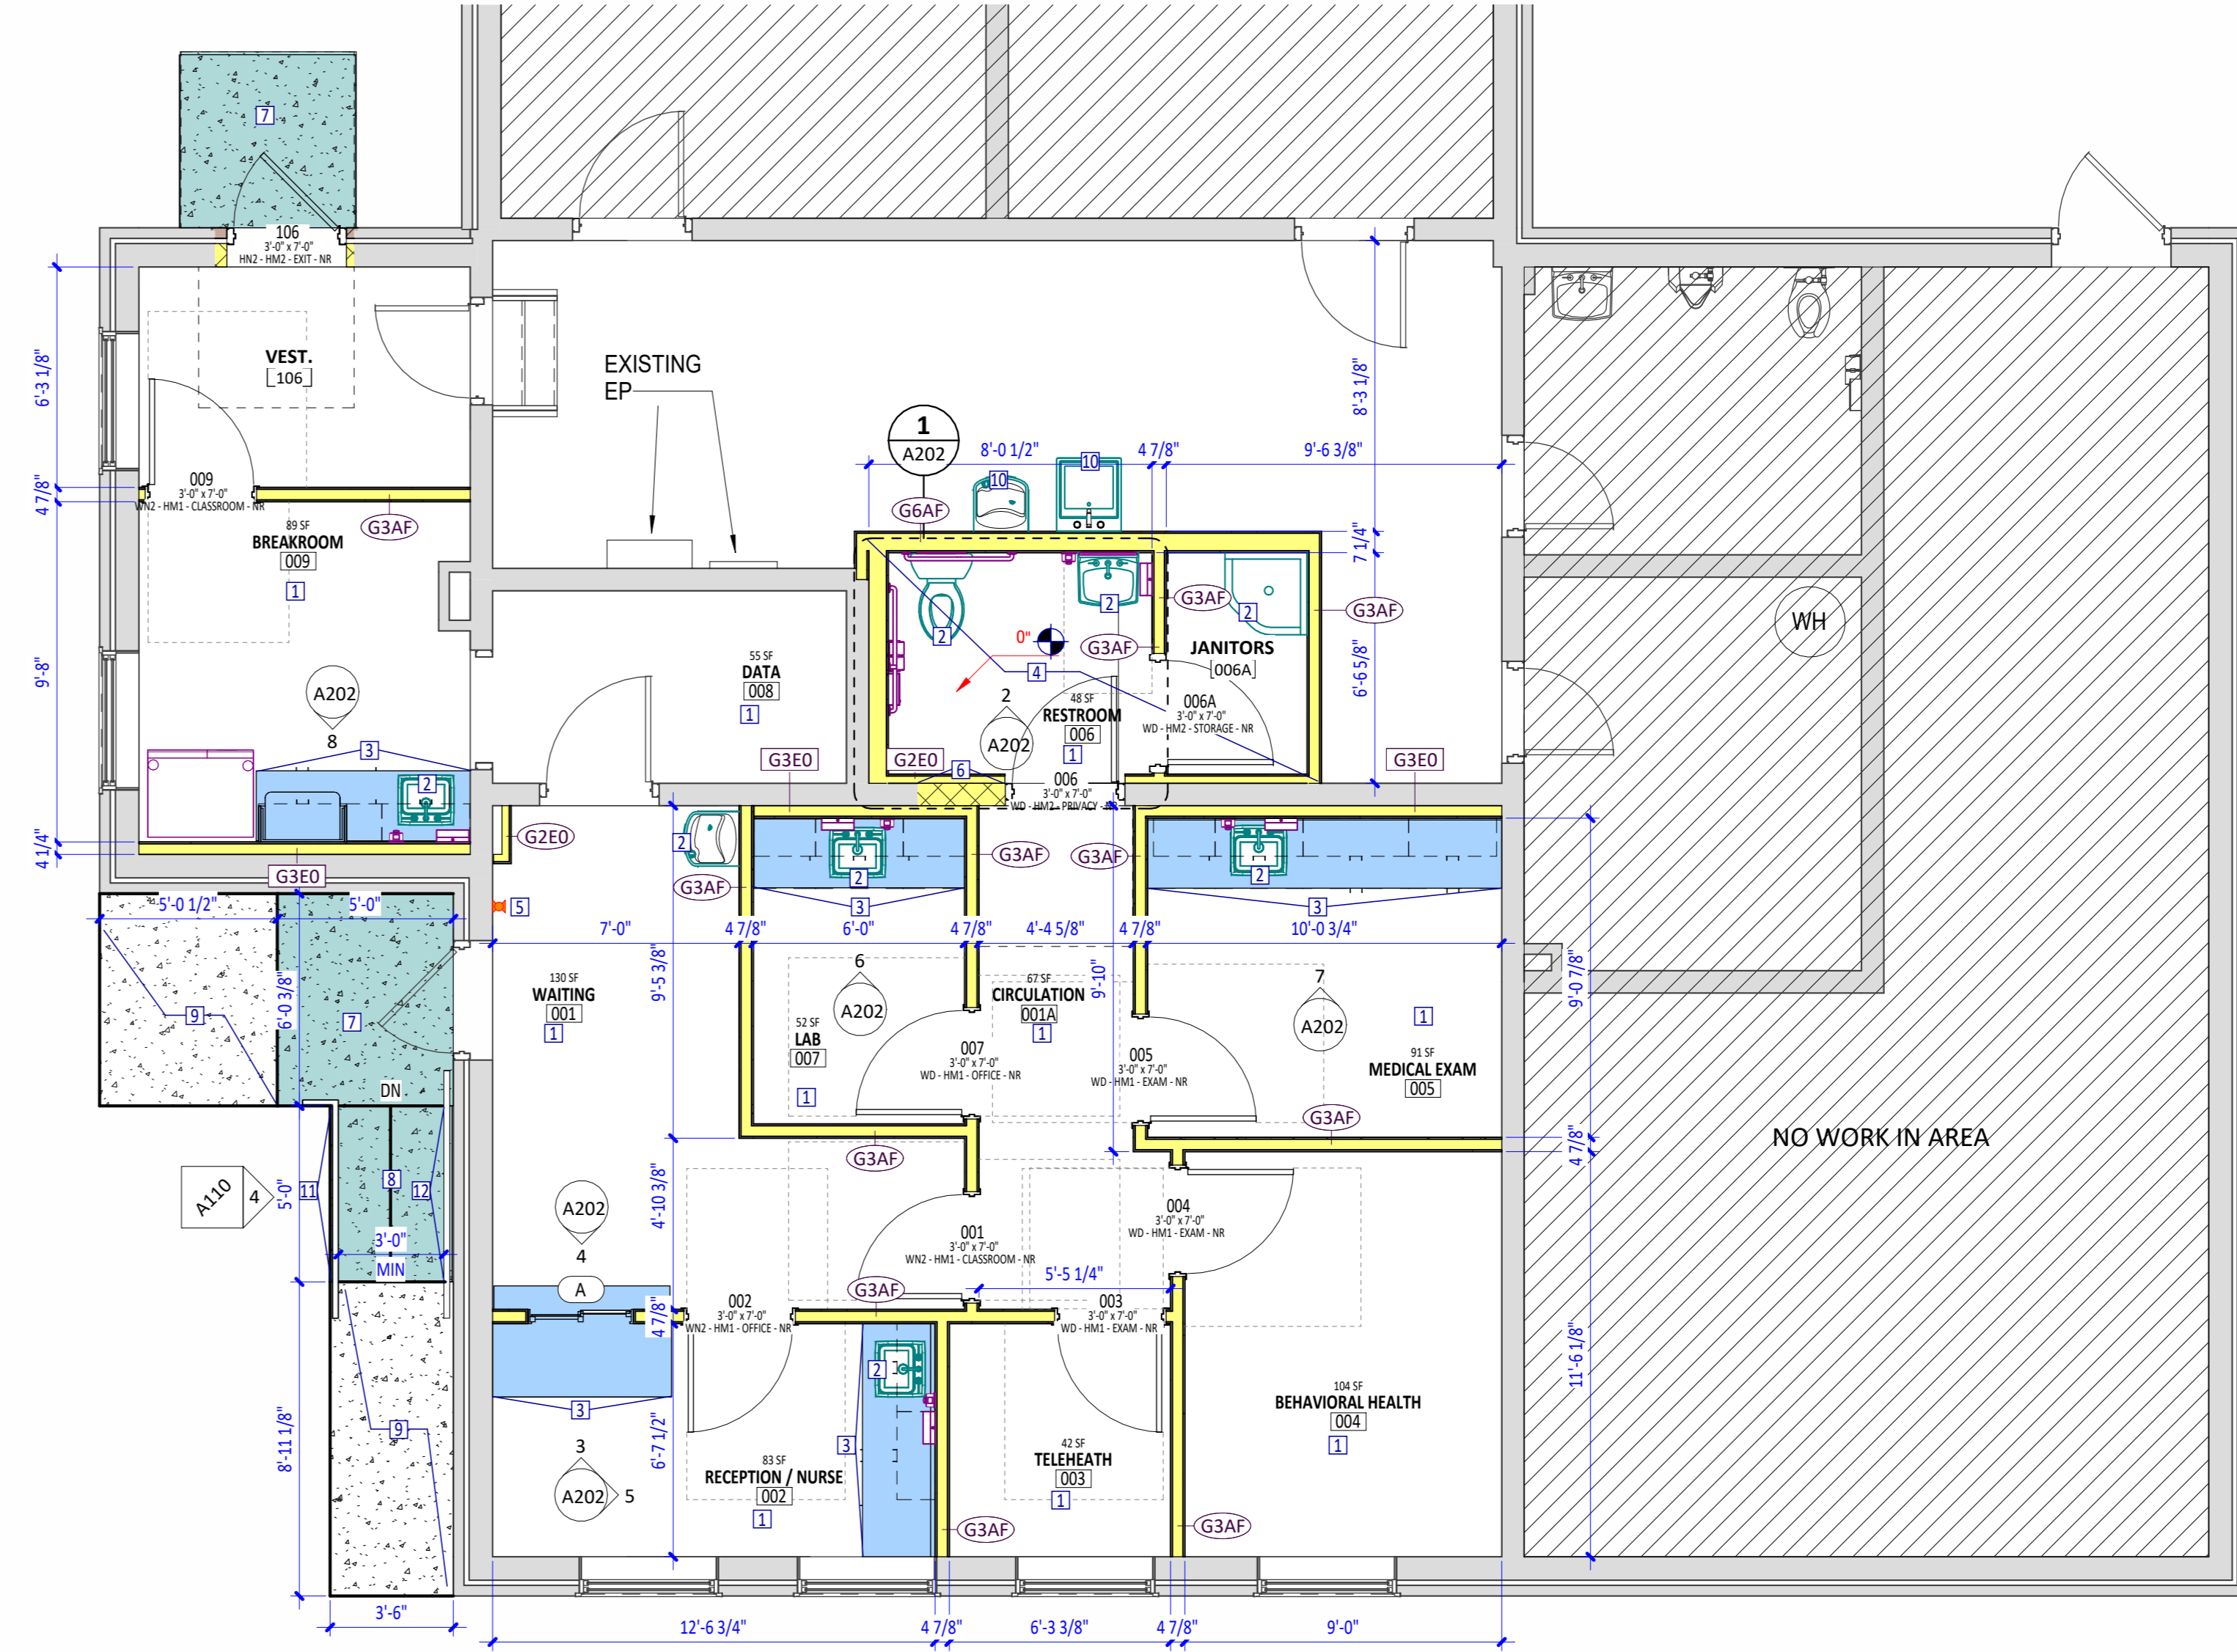 7
106
3'-0" x 7'-0"
HN2 - HM2 - EXIT - NR
VEST.
106
6'-3 1/8"
EXISTING
EP
8'-3 1/8"
1
A202
8'-0 1/2"
4 7/8"
9'-6 3/8"
10
10
G6AF
009
3'-0" x 7'-0"
WN2 - HM1 - CLASSROOM - NR
4 7/8"
G3AF
89 SF
BREAKROOM
009
1
7 1/4"
G3AF
G3AF
2
2
2
WH
0"
G3AF
JANITORS
006A
4
9'-8"
55 SF
DATA
008
1
6'-6 5/8"
A202
8
2
A202
48 SF
RESTROOM
006
1
006A
3'-0" x 7'-0"
WD - HM2 - STORAGE - NR
3
G3E0
G2E0
6
G3E0
2
006
3'-0" x 7'-0"
WD - HM2 - PRIVACY - NR
4 1/4"
G2E0
2
G3AF
G3AF
G3E0
G3AF
2
2
5'-0 1/2"
5'-0"
5
3
3
7'-0"
4 7/8"
6'-0"
4 7/8"
4'-4 5/8"
4 7/8"
10'-0 3/4"
9'-5 3/8"
9'-10"
9'-0 7/8"
6
A202
7
A202
130 SF
WAITING
001
1
67 SF
CIRCULATION
001A
1
1
6'-0 3/8"
9
7
52 SF
LAB
007
1
007
3'-0" x 7'-0"
WD - HM1 - OFFICE - NR
005
3'-0" x 7'-0"
WD - HM1 - EXAM - NR
91 SF
MEDICAL EXAM
005
DN
G3AF
NO WORK IN AREA
4 7/8"
G3AF
A110
4
5'-0"
11
8
12
A202
4
4'-10 3/8"
004
3'-0" x 7'-0"
WD - HM1 - EXAM - NR
001
3'-0" x 7'-0"
WN2 - HM1 - CLASSROOM - NR
3'-0"
MIN
5'-5 1/4"
A
G3AF
002
3'-0" x 7'-0"
WN2 - HM1 - OFFICE - NR
4 7/8"
003
3'-0" x 7'-0"
WD - HM1 - EXAM - NR
11'-6 1/8"
2
3
104 SF
BEHAVIORAL HEALTH
004
1
9
8'-11 1/8"
3
A202
5
6'-7 1/2"
3
83 SF
RECEPTION / NURSE
002
1
42 SF
TELEHEATH
003
1
G3AF
G3AF
3'-6"
12'-6 3/4"
4 7/8"
6'-3 3/8"
4 7/8"
9'-0"